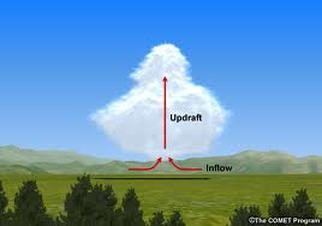 Updraft
Inflow
©The COMET Program